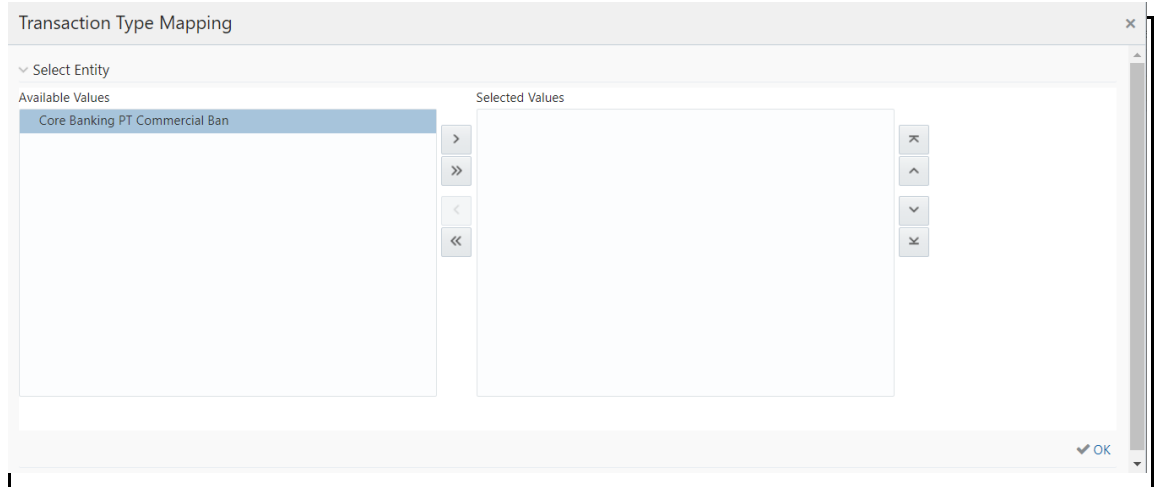 Transaction Type Mapping
Select Entity
Available Values
Selected Values
Core Banking PT Commercial Ban
OK